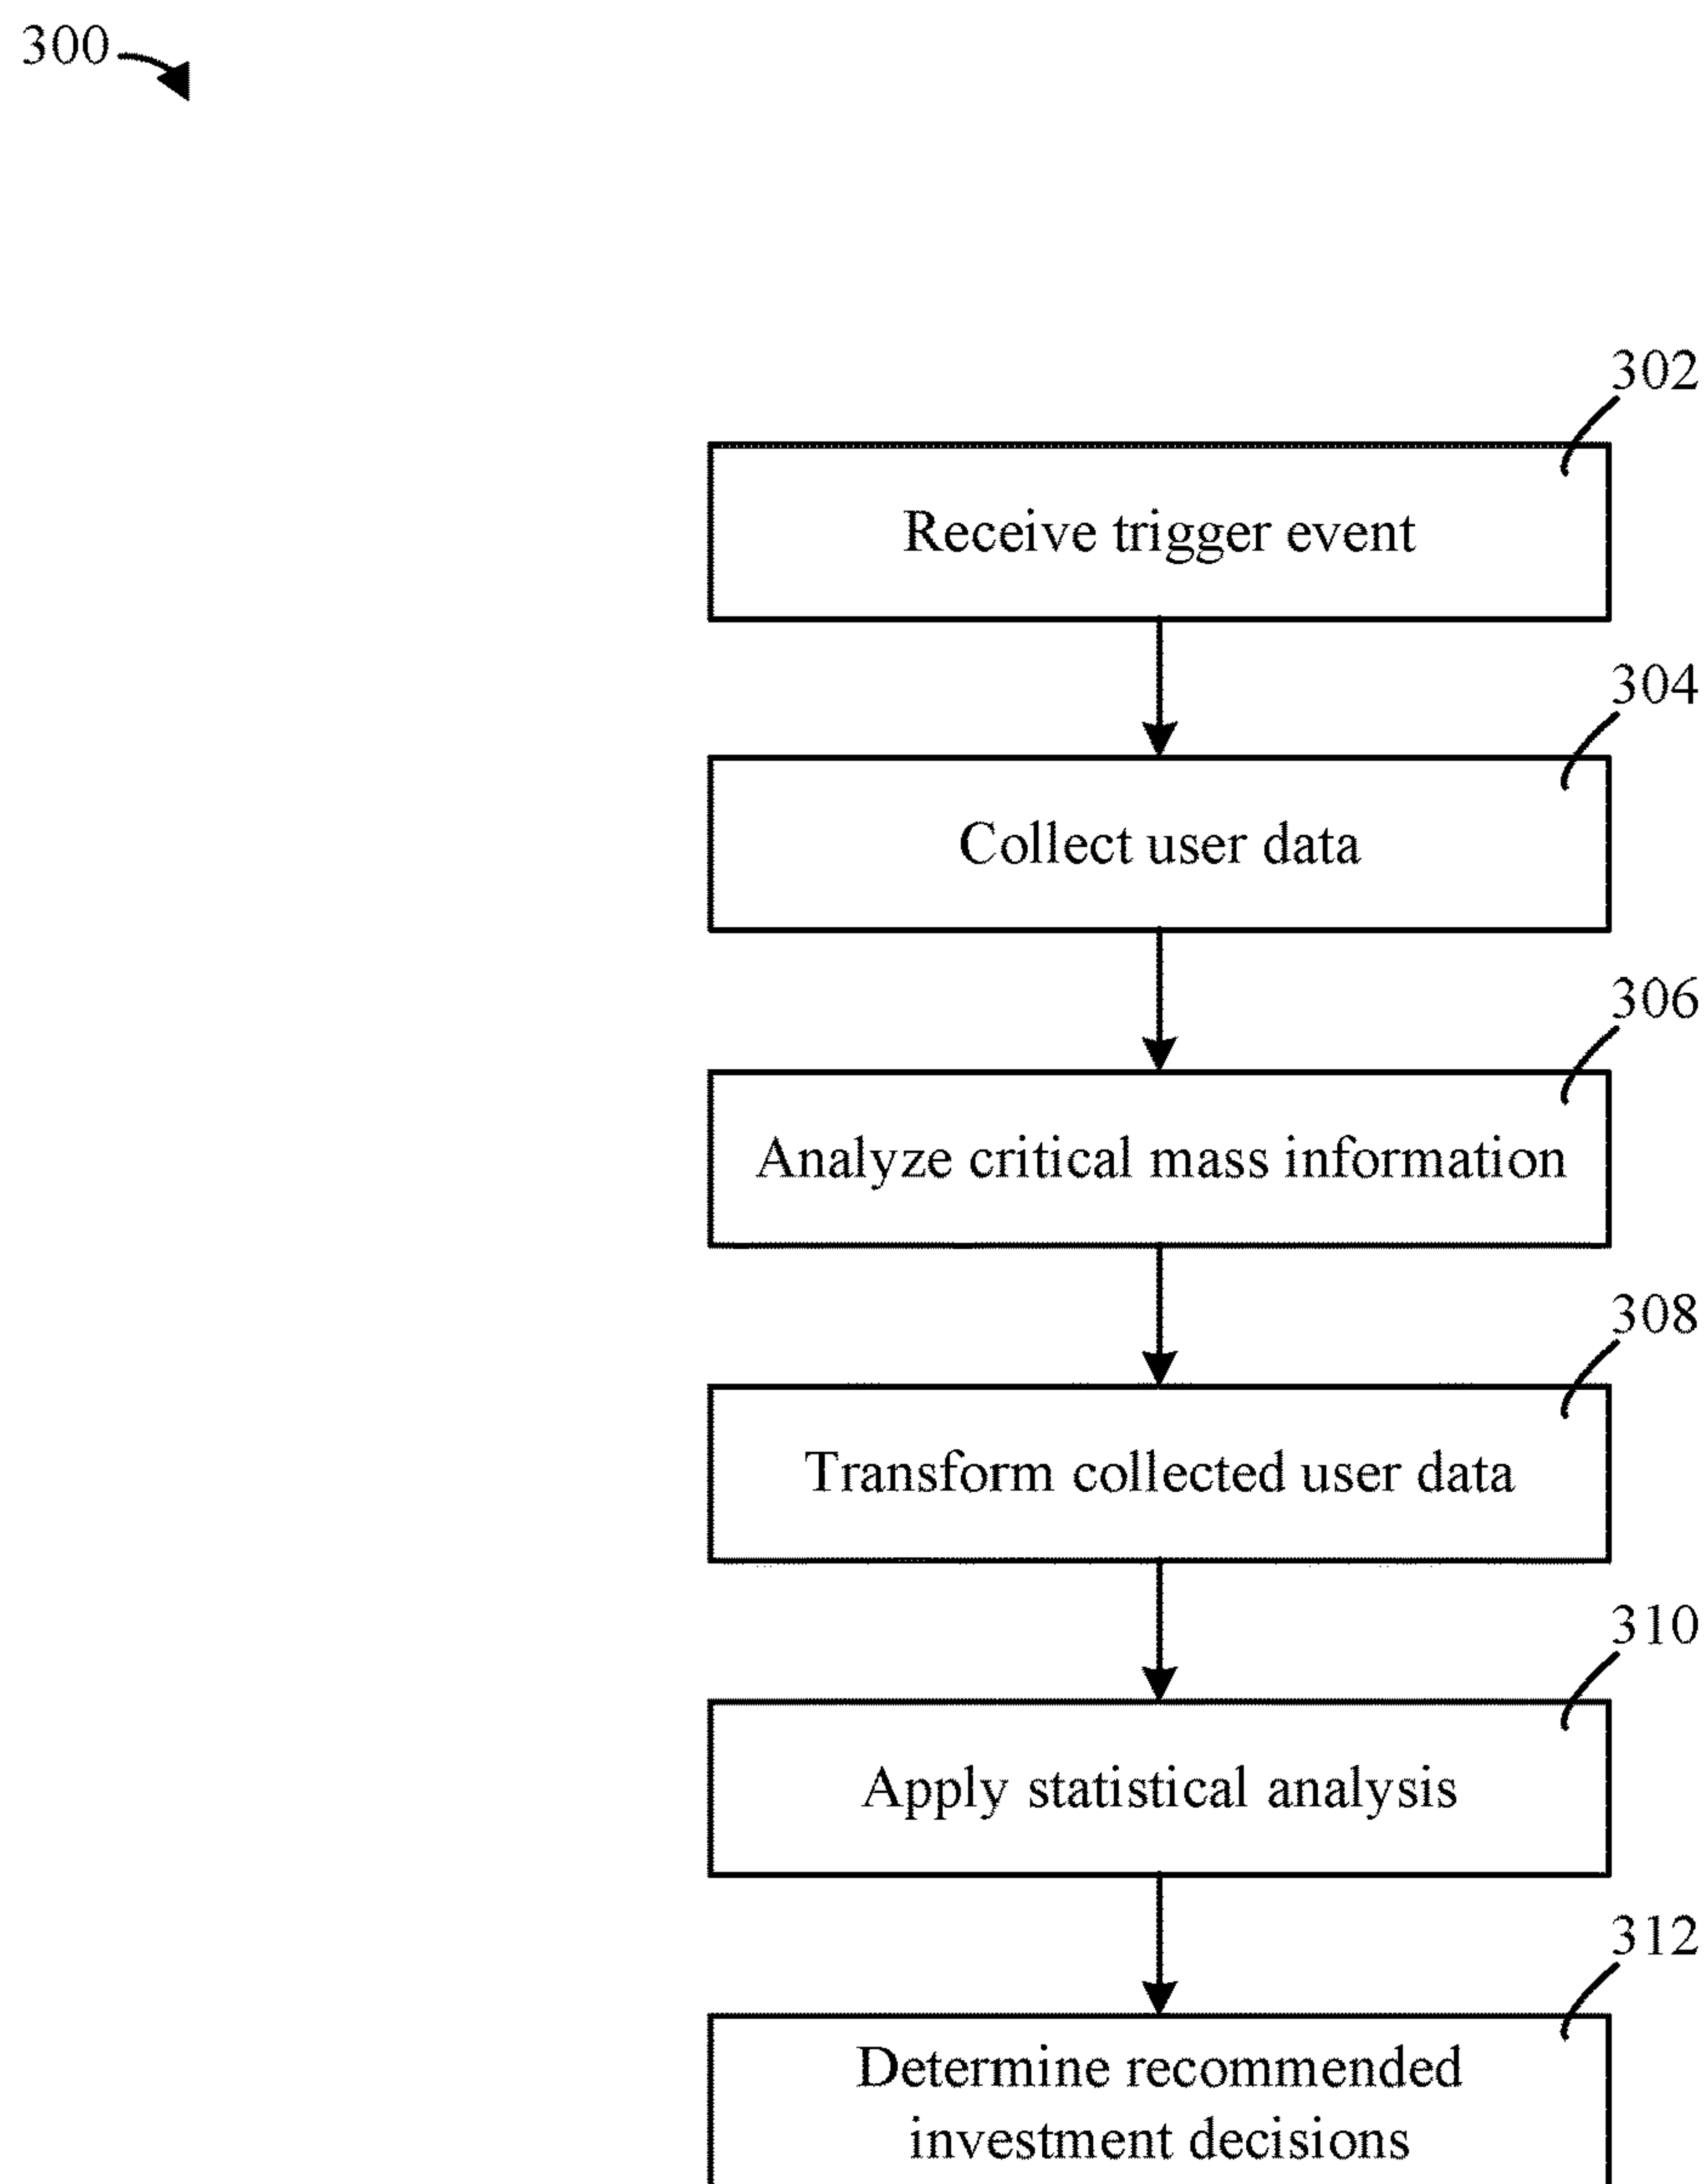 300
302
Receive trigger event
304
Collect user data
306
Analyze critical mass information
308
Transform collected user data
310
Apply statistical analysis
312
Determine recommended
investment decisions